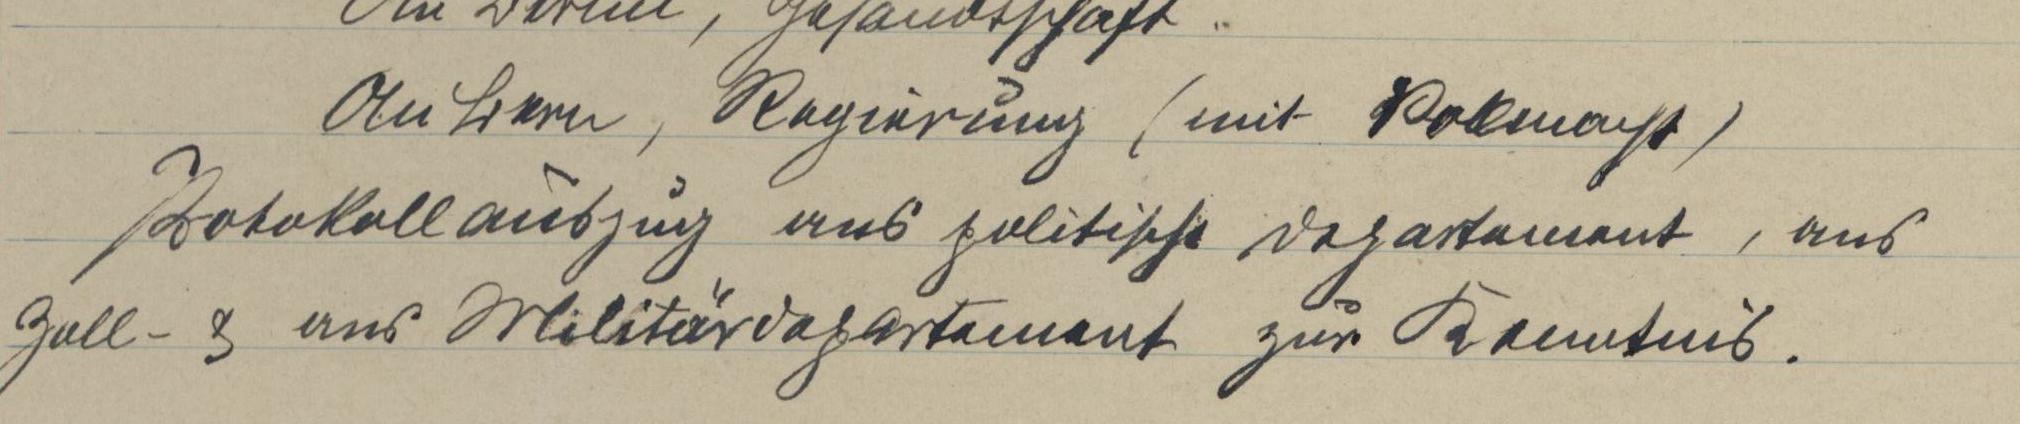 An Berlin, Gesandtschaft.
An Bern, Regierung (mit Vollmacht)
Protokollauszug ans politische Departement, ans
Zoll- & ans Militärdepartement zur Kenntnis.